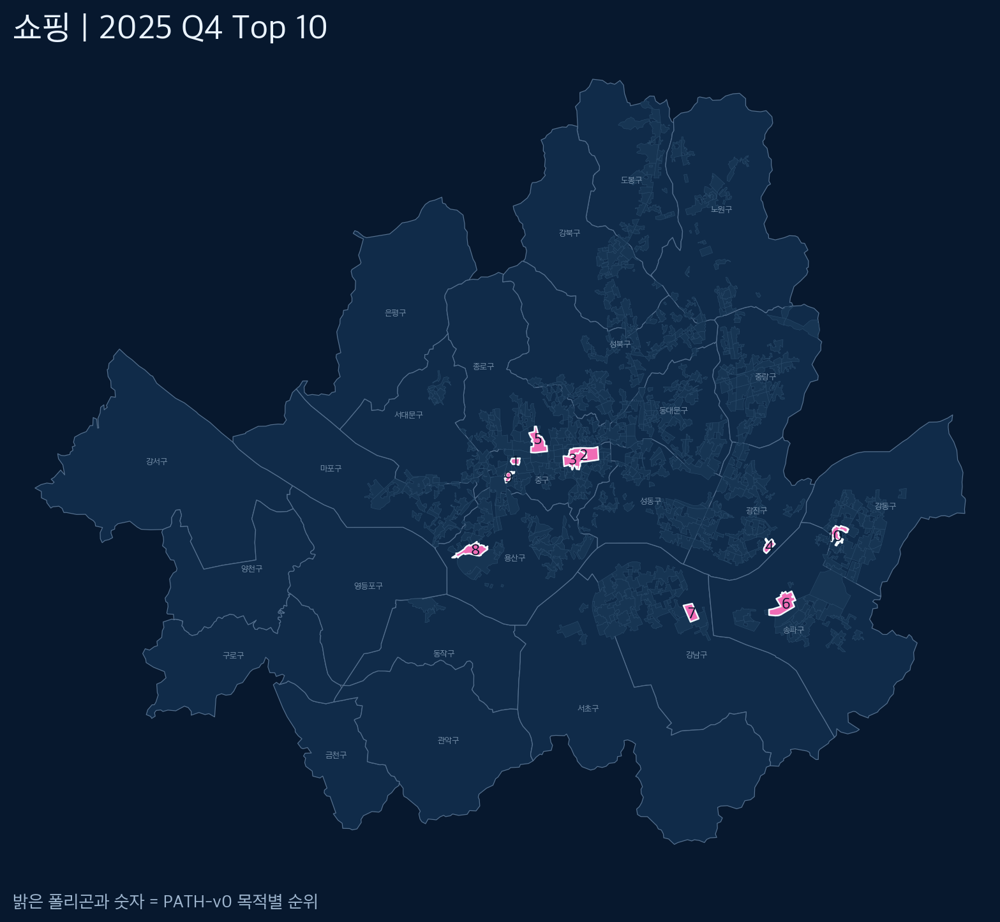 쇼핑 | 2025 Q4 Top 10
도봉구
노원구
강북구
은평구
성북구
종로구
중랑구
동대문구
서대문구
5
2
3
1
강서구
마포구
9
중구
성동구
강동구
광진구
0
4
8
용산구
양천구
영등포구
6
7
송파구
동작구
강남구
구로구
서초구
관악구
금천구
밝은 폴리곤과 숫자 = PATH-v0 목적별 순위